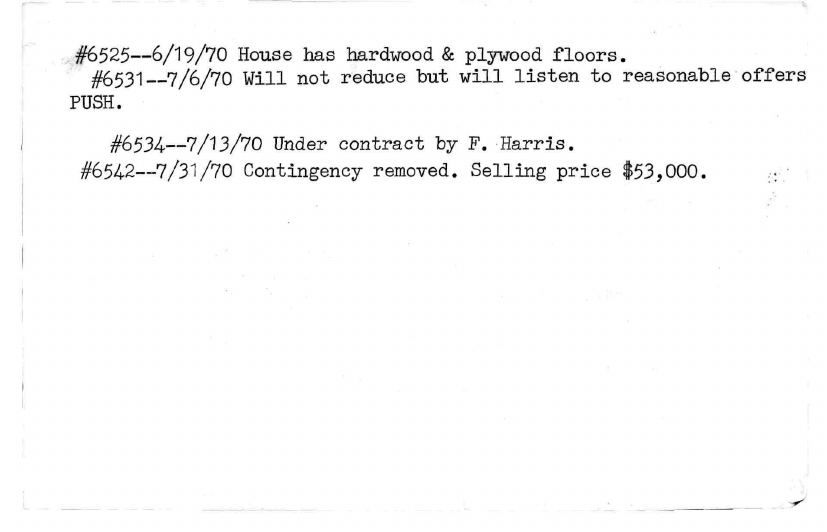 #6525--6/19/70 House has hardwood & plywood floors.
#6531--7/6/70 Will not reduce but will listen to reasonable offers
PUSH.
#6534--7/13/70 Under contract by F. Harris.
#6542--7/31/70 Contingency removed. Selling price $53,000.